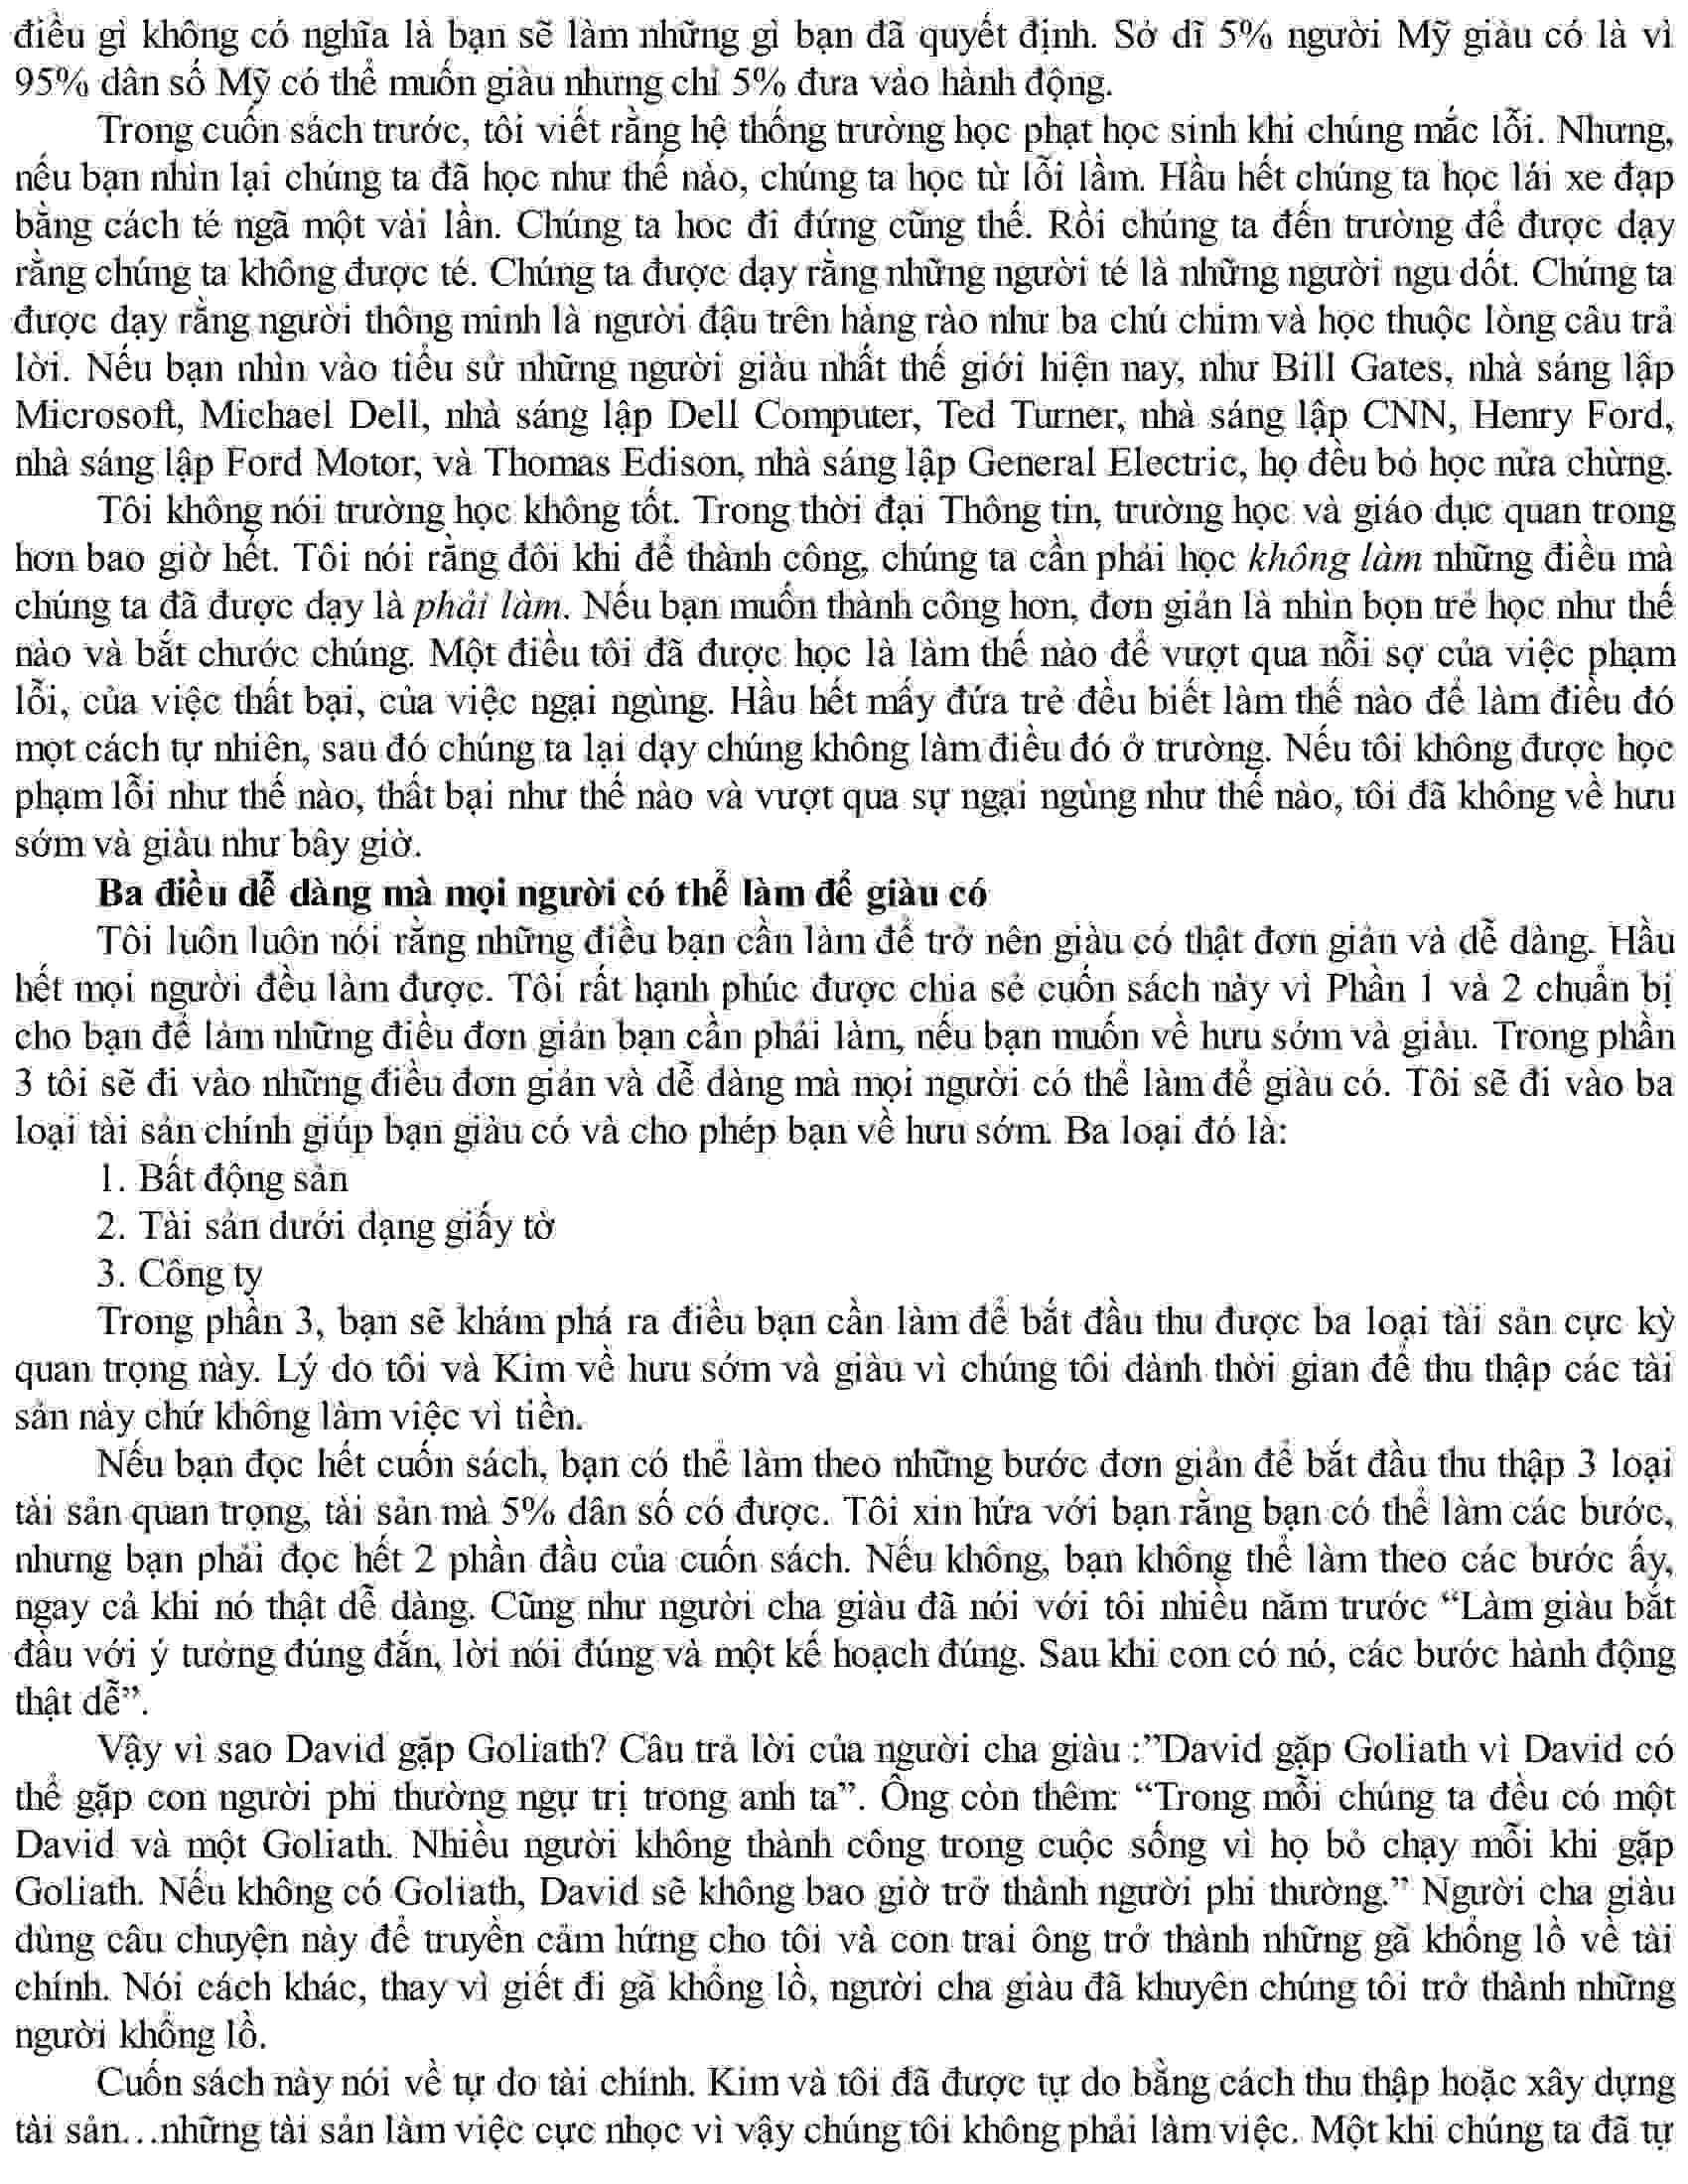 điều gì không có nghĩa là bạn sẽ làm những gì bạn đã quyết định. Sở dĩ 5% người Mỹ giàu có là vì
95% dân số Mỹ có thể muốn giàu nhưng chỉ 5% đưa vào hành động.
Trong cuốn sách trước, tôi viết rằng hệ thống trường học phạt học sinh khi chúng mắc lỗi. Nhưng,
nếu bạn nhìn lại chúng ta đã học như thế nào, chúng ta học từ lỗi lầm. Hầu hết chúng ta học lái xe đạp
bằng cách té ngã một vài lần. Chúng ta hoc đi đứng cũng thế. Rồi chúng ta đến trường để được dạy
rằng chúng ta không được té. Chúng ta được dạy rằng những người té là những người ngu dốt. Chúng ta
được dạy rằng người thông minh là người đậu trên hàng rào như ba chú chim và học thuộc lòng câu trả
lời. Nếu bạn nhìn vào tiểu sử những người giàu nhất thế giới hiện nay, như Bill Gates, nhà sáng lập
Microsoft, Michael Dell, nhà sáng lập Dell Computer, Ted Turner, nhà sáng lập CNN, Henry Ford,
nhà sáng lập Ford Motor, và Thomas Edison, nhà sáng lập General Electric, họ đều bỏ học nửa chừng.
Tôi không nói trường học không tốt. Trong thời đại Thông tin, trường học và giáo dục quan trong
hơn bao giờ hết. Tôi nói rằng đôi khi để thành công, chúng ta cần phải học không làm những điều mà
chúng ta đã được dạy là phải làm. Nếu bạn muốn thành công hơn, đơn giản là nhìn bọn trẻ học như thế
nào và bắt chước chúng. Một điều tôi đã được học là làm thế nào để vượt qua nỗi sợ của việc phạm
lỗi, của việc thất bại, của việc ngại ngùng. Hầu hết mấy đứa trẻ đều biết làm thế nào để làm điều đó
mọt cách tự nhiên, sau đó chúng ta lại dạy chúng không làm điều đó ở trường. Nếu tôi không được học
phạm lỗi như thế nào, thất bại như thế nào và vượt qua sự ngại ngùng như thế nào, tôi đã không về hưu
sớm và giàu như bây giờ.
Ba điều dễ dàng mà mọi người có thể làm để giàu có
Tôi luôn luôn nói rằng những điều bạn cần làm để trở nên giàu có thật đơn giản và dễ dàng. Hầu
hết mọi người đều làm được. Tôi rất hạnh phúc được chia sẻ cuốn sách này vì Phần 1 và 2 chuẩn bị
cho bạn để làm những điều đơn giản bạn cần phải làm, nếu bạn muốn về hưu sớm và giàu. Trong phần
3 tôi sẽ đi vào những điều đơn giản và dễ dàng mà mọi người có thể làm để giàu có. Tôi sẽ đi vào ba
loại tài sản chính giúp bạn giàu có và cho phép bạn về hưu sớm. Ba loại đó là:
1. Bất động sản
2. Tài sản dưới dạng giấy tờ
3. Công ty
Trong phần 3, bạn sẽ khám phá ra điều bạn cần làm để bắt đầu thu được ba loại tài sản cực kỳ
quan trọng này. Lý do tôi và Kim về hưu sớm và giàu vì chúng tôi dành thời gian để thu thập các tài
sản này chứ không làm việc vì tiền.
Nếu bạn đọc hết cuốn sách, bạn có thể làm theo những bước đơn giản để bắt đầu thu thập 3 loại
tài sản quan trọng, tài sản mà 5% dân số có được. Tôi xin hứa với bạn rằng bạn có thể làm các bước,
nhưng bạn phải đọc hết 2 phần đầu của cuốn sách. Nếu không, bạn không thể làm theo các bước ấy,
ngay cả khi nó thật dễ dàng. Cũng như người cha giàu đã nói với tôi nhiều năm trước “Làm giàu bắt
đầu với ý tưởng đúng đắn, lời nói đúng và một kế hoạch đúng. Sau khi con có nó, các bước hành động
thật dễ”.
Vậy vì sao David gặp Goliath? Câu trả lời của người cha giàu :”David gặp Goliath vì David có
thể gặp con người phi thường ngự trị trong anh ta”. Ông còn thêm: “Trong mỗi chúng ta đều có một
David và một Goliath. Nhiều người không thành công trong cuộc sống vì họ bỏ chạy mỗi khi gặp
Goliath. Nếu không có Goliath, David sẽ không bao giờ trở thành người phi thường.” Người cha giàu
dùng câu chuyện này để truyền cảm hứng cho tôi và con trai ông trở thành những gã khổng lồ về tài
chính. Nói cách khác, thay vì giết đi gã khổng lồ, người cha giàu đã khuyên chúng tôi trở thành những
người khổng lồ.
Cuốn sách này nói về tự do tài chính. Kim và tôi đã được tự do bằng cách thu thập hoặc xây dựng
tài sản…những tài sản làm việc cực nhọc vì vậy chúng tôi không phải làm việc. Một khi chúng ta đã tự